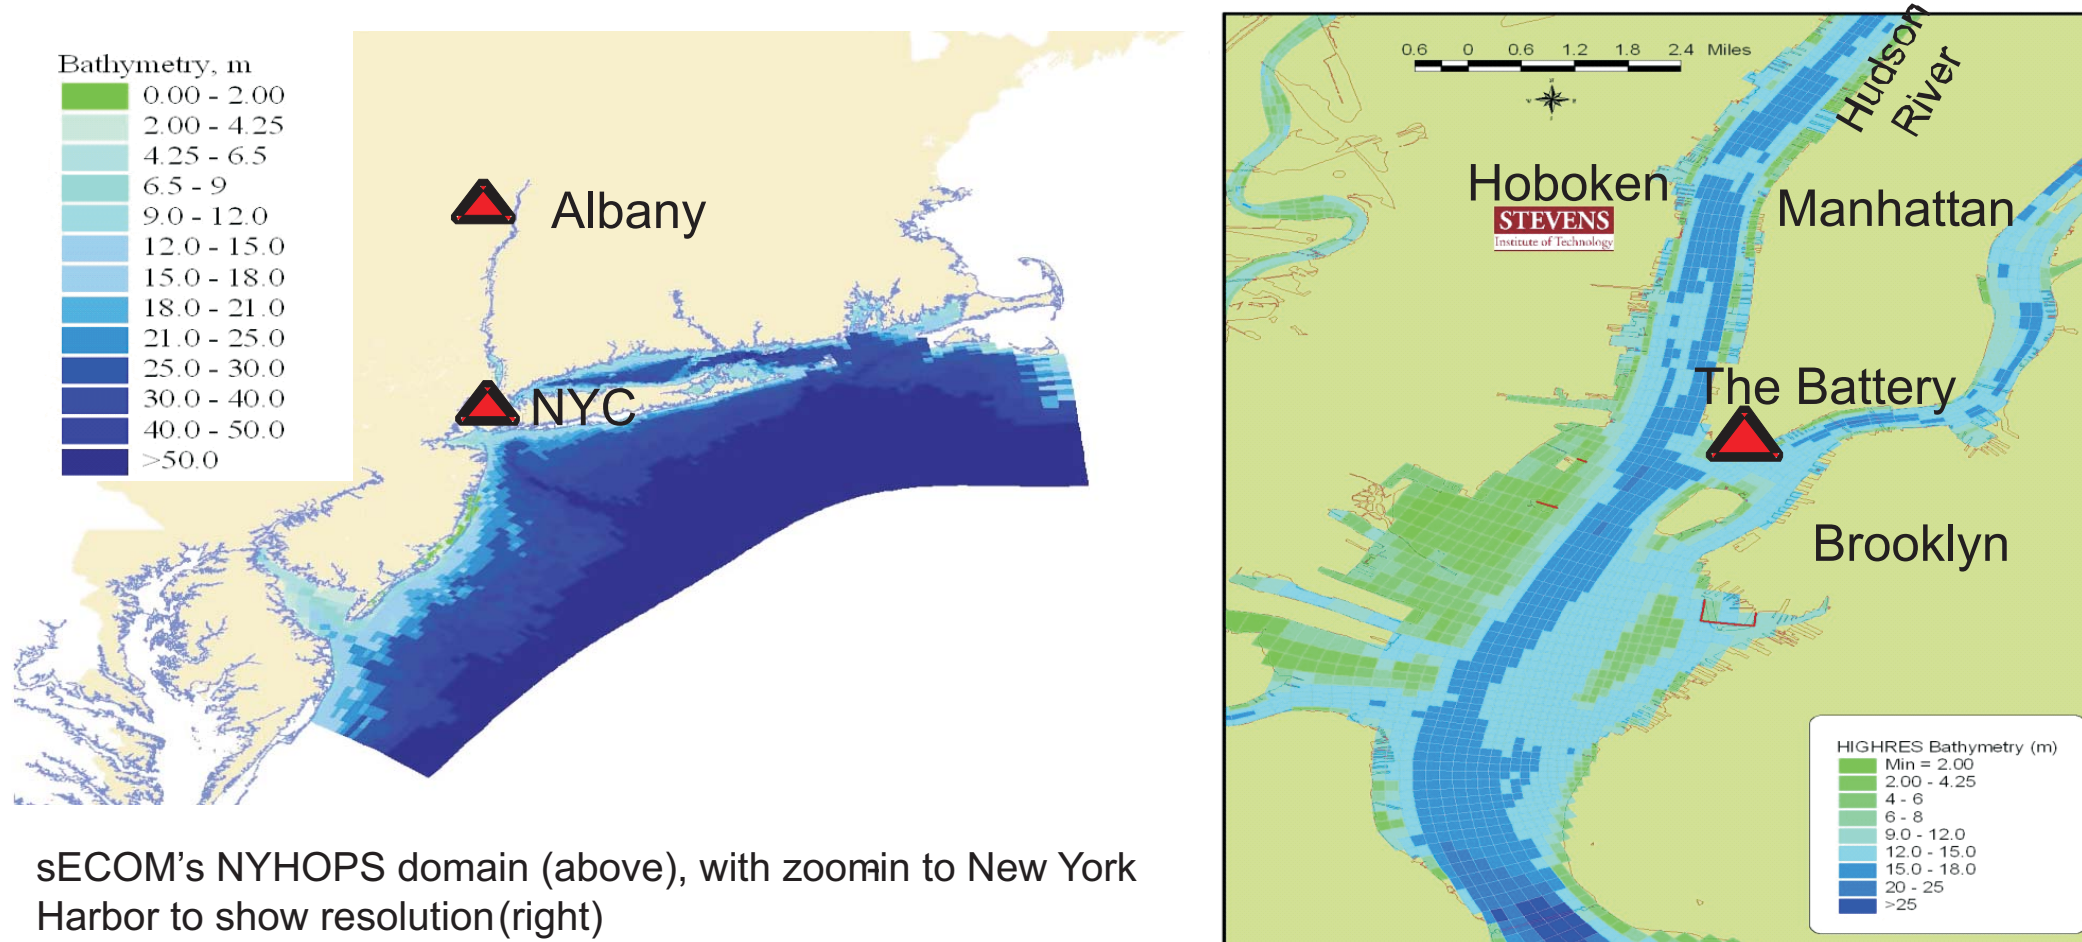 Bathymetry, m
0.00 - 2.00
2.00 - 4.25
4.25 - 6.5
6.5 - 9
9.0 - 12.0
12.0 - 15.0
15.0 - 18.0
18.0 - 21.0
21.0 - 25.0
25.0 - 30.0
30.0 - 40.0
40.0 - 50.0
>50.0
Albany
NYC
sECOM's NYHOPS domain (above), with zoom-in to New York
Harbor to show resolution (right)
0.6 0 0.6 1.2 1.8 2.4 Miles
Hudson
River
Hoboken
STEVENS
Institute of Technology
Manhattan
The Battery
Brooklyn
HIGHRES Bathymetry (m)
Min = 2.00
2.00 - 4.25
4 - 6
6 - 8
9.0 - 12.0
12.0 - 15.0
15.0 - 18.0
20 - 25
>25